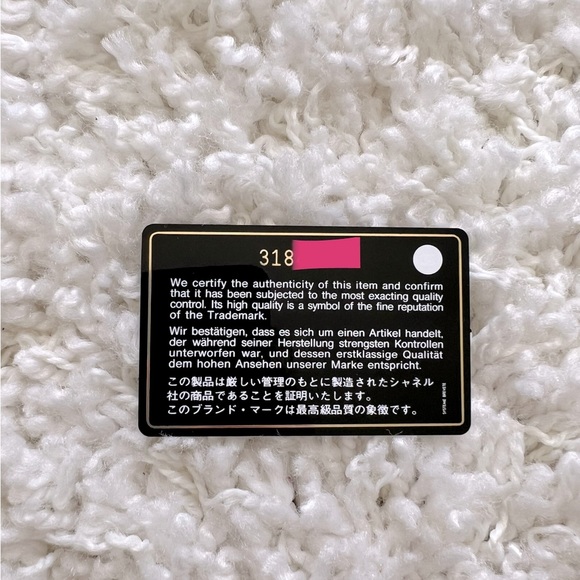 318
We certify the authenticity of this item and confirm
that it has been subjected to the most exacting quality
control. Its high quality is a symbol of the fine reputation
of the Trademark.
Wir bestätigen, dass es sich um einen Artikel handelt,
der während seiner Herstellung strengsten Kontrollen
unterworfen war, und dessen erstklassige Qualität
dem hohen Ansehen unserer Marke entspricht.
この製品は厳しい管理のもとに製造されたシャネル
社の商品であることを証明いたします。
このブランド・マークは最高級品質の象徴です。